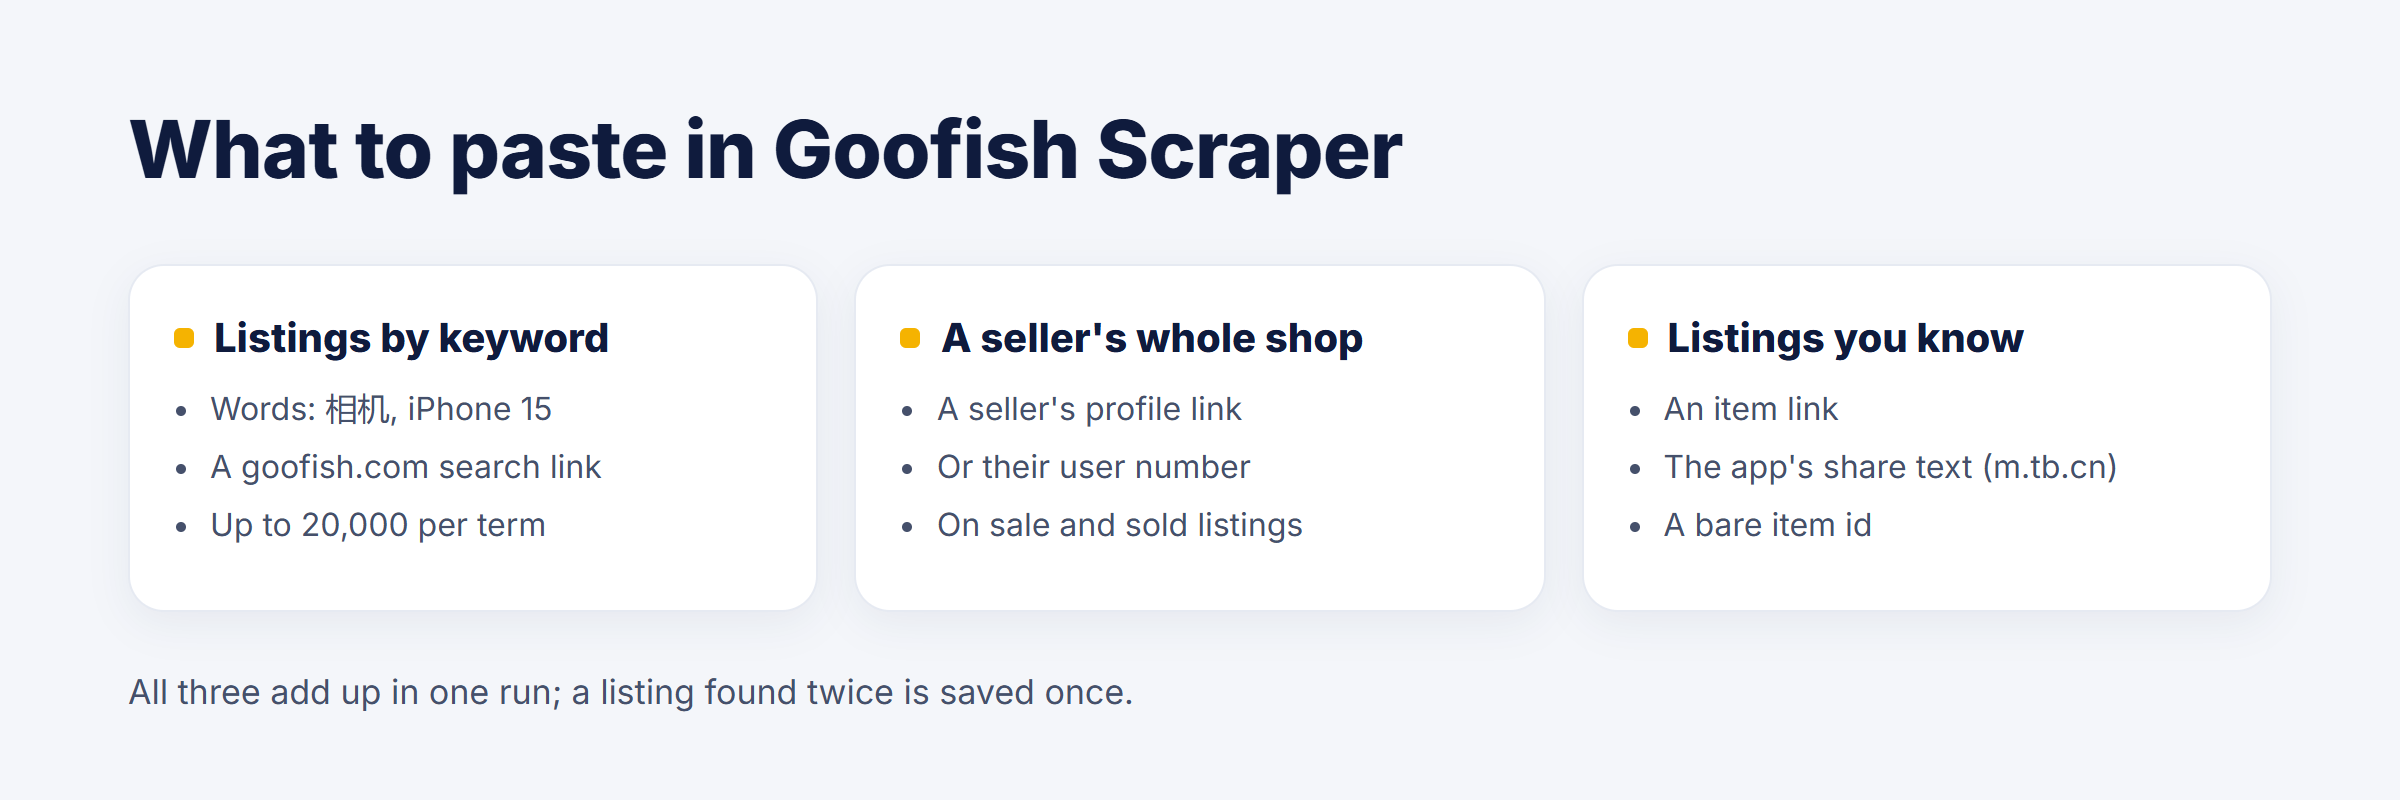 What to paste in Goofish Scraper
Listings by keyword
Words: 相机, iPhone 15
A goofish.com search link
Up to 20,000 per term
A seller's whole shop
A seller's profile link
Or their user number
On sale and sold listings
Listings you know
An item link
The app's share text (m.tb.cn)
A bare item id
All three add up in one run; a listing found twice is saved once.